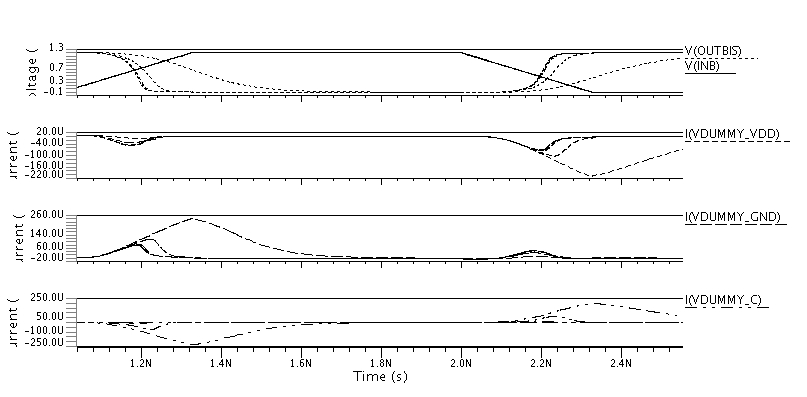 1.3
0.7
0.3
-0.1
V(OUTBIS)
V(INB)
20.0U
-40.0U
-100.0U
-160.0U
-220.0U
I(VDUMMY_VDD)
260.0U
140.0U
60.0U
-20.0U
I(VDUMMY_GND)
250.0U
50.0U
-100.0U
-250.0U
I(VDUMMY_C)
1.2N 1.4N 1.6N 1.8N 2.0N 2.2N 2.4N
Time (s)